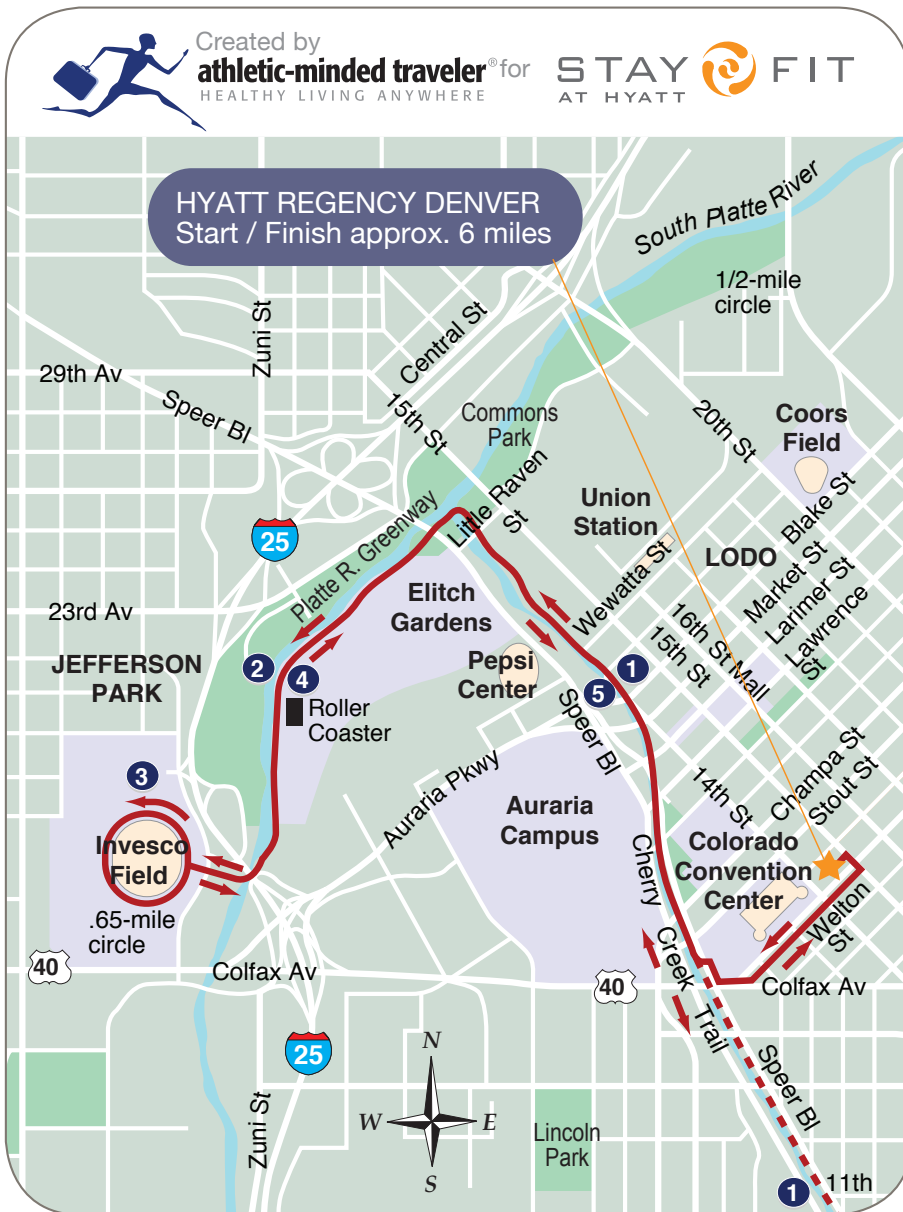 Created by
athletic-minded traveler® for
HEALTHY LIVING ANYWHERE
STAY FIT
AT HYATT
HYATT REGENCY DENVER
Start / Finish approx. 6 miles
South Platte River
1/2-mile
circle
Zuni St
Central St
29th Av
Speer Bl
15th St
Commons
Park
20th St
Coors
Field
Little Raven
St
Union
Station
Blake St
25
Platte R. Greenway
Wewatta St
LODO
Market St
Larimer St
Lawrence
St
23rd Av
Elitch
Gardens
16th St Mall
15th St
JEFFERSON
PARK
2
4
Pepsi
Center
1
5
Roller
Coaster
Speer Bl
3
Auraria Pkwy
Champa St
Stout St
14th St
Auraria
Campus
Invesco
Field
Colorado
Convention
Center
Cherry
Creek
Trail
Welton
St
.65-mile
circle
40
Colfax Av
40
Colfax Av
25
N
W
E
S
Zuni St
Speer Bl
Lincoln
Park
1
11th